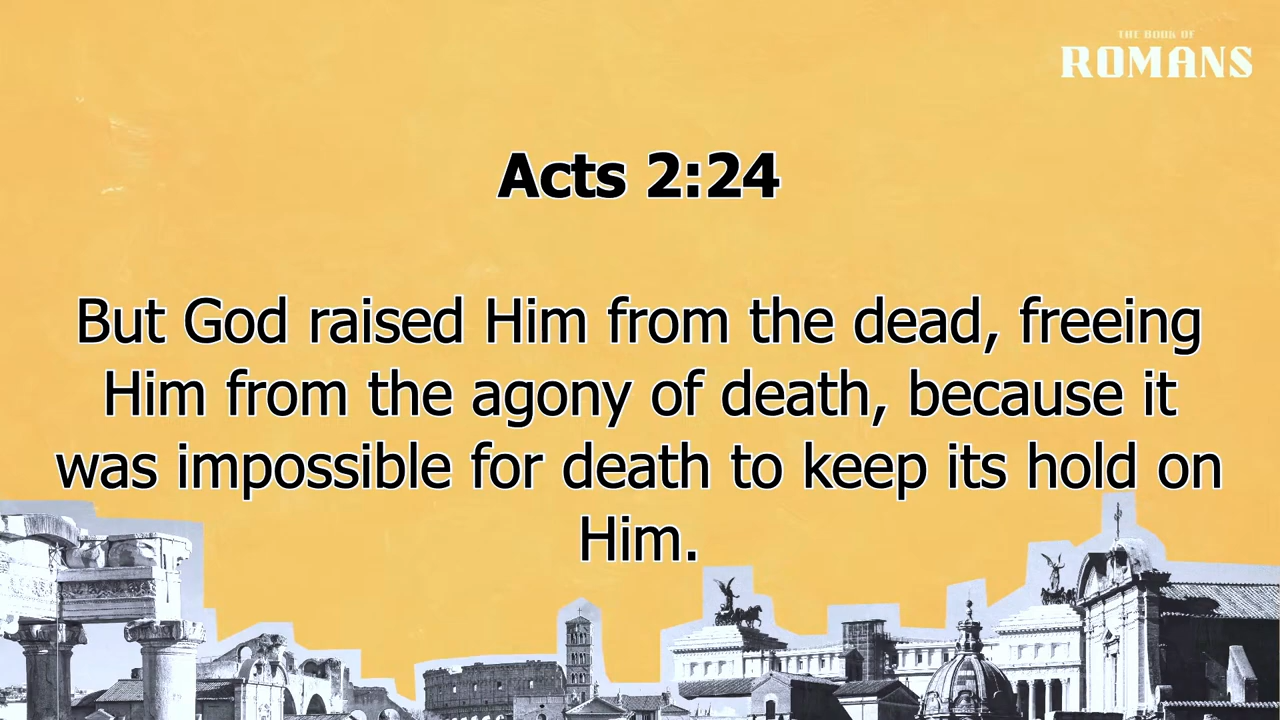 THE BOOK OF
ROMANS
Acts 2:24
But God raised Him from the dead, freeing
Him from the agony of death, because it
was impossible for death to keep its hold on
Him.